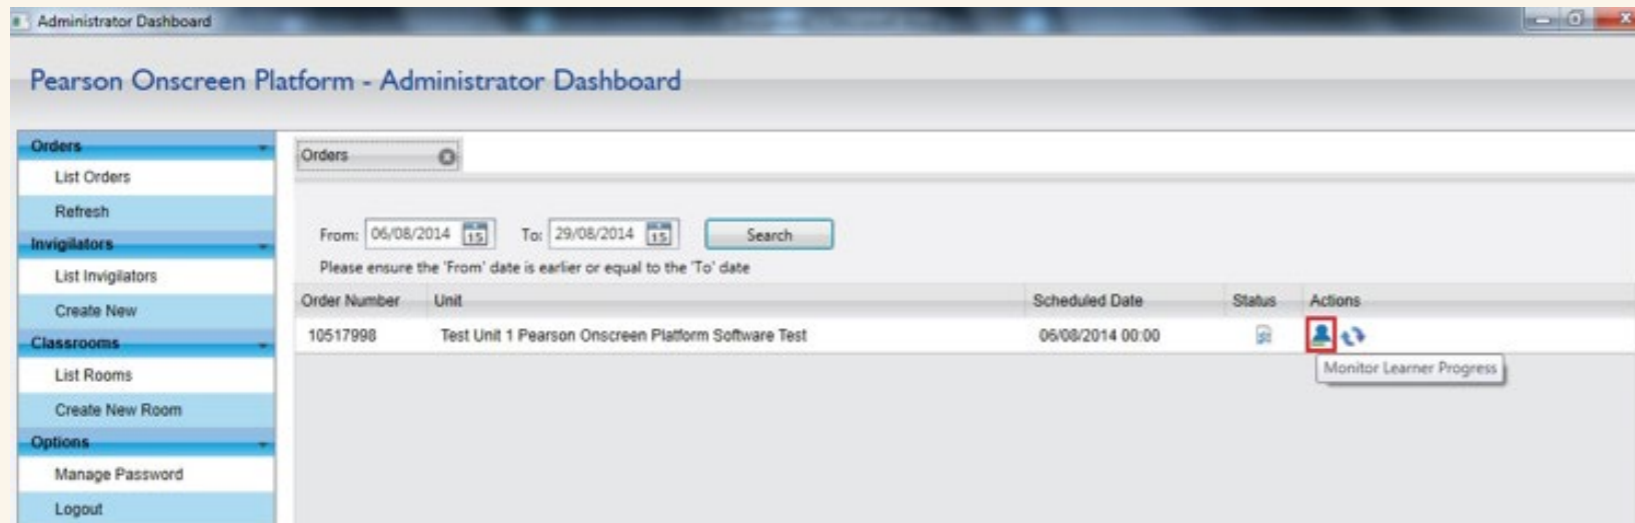 Administrator Dashboard
Pearson Onscreen Platform - Administrator Dashboard
Orders
List Orders
Refresh
Invigilators
List Invigilators
Create New
Classrooms
List Rooms
Create New Room
Options
Manage Password
Logout
Orders
From: 06/08/2014 15 To: 29/08/2014 15 Search
Please ensure the 'From' date is earlier or equal to the 'To' date
Order Number Unit Scheduled Date Status Actions
10517998 Test Unit 1 Pearson Onscreen Platform Software Test 06/08/2014 00:00
Monitor Learner Progress